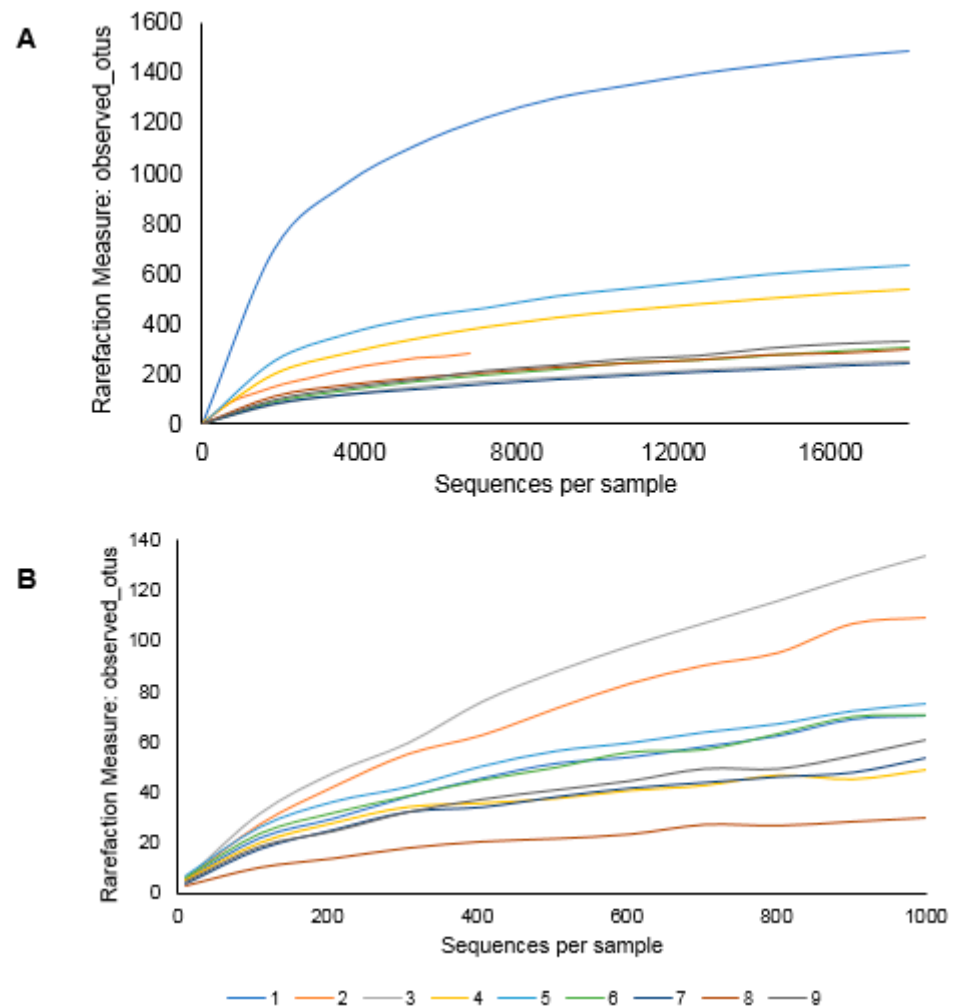 A
Rarefaction Measure: observed_otus
1600
1400
1200
1000
800
600
400
200
0
0 4000 8000 12000 16000
Sequences per sample
B
Rarefaction Measure: observed_otus
140
120
100
80
60
40
20
0
0 200 400 600 800 1000
Sequences per sample
1 2 3 4 5 6 7 8 9